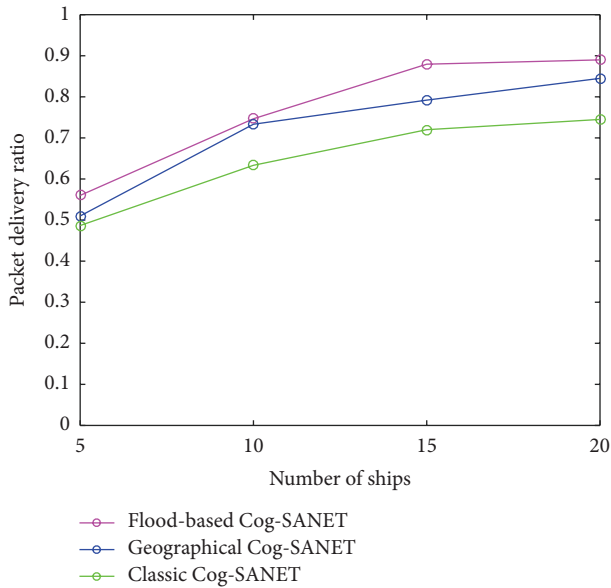 1
0.9
0.8
0.7
0.6
0.5
0.4
0.3
0.2
0.1
0
Packet delivery ratio
5 10 15 20
Number of ships
Flood-based Cog-SANET
Geographical Cog-SANET
Classic Cog-SANET